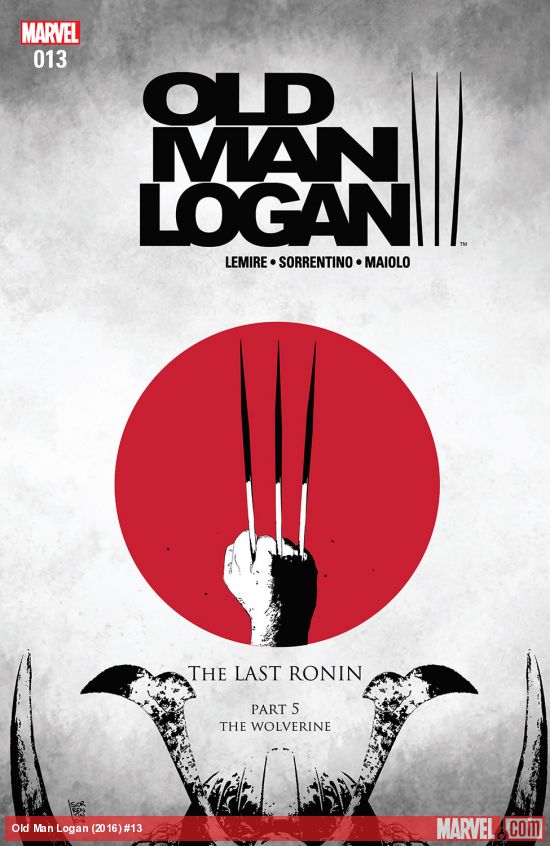 MARVEL
013
OLD
MAN
LOGAN
TM
LEMIRE • SORRENTINO • MAIOLO
THE LAST RONIN
PART 5
THE WOLVERINE
SOR
Old Man Logan (2016) #13
MARVEL.com